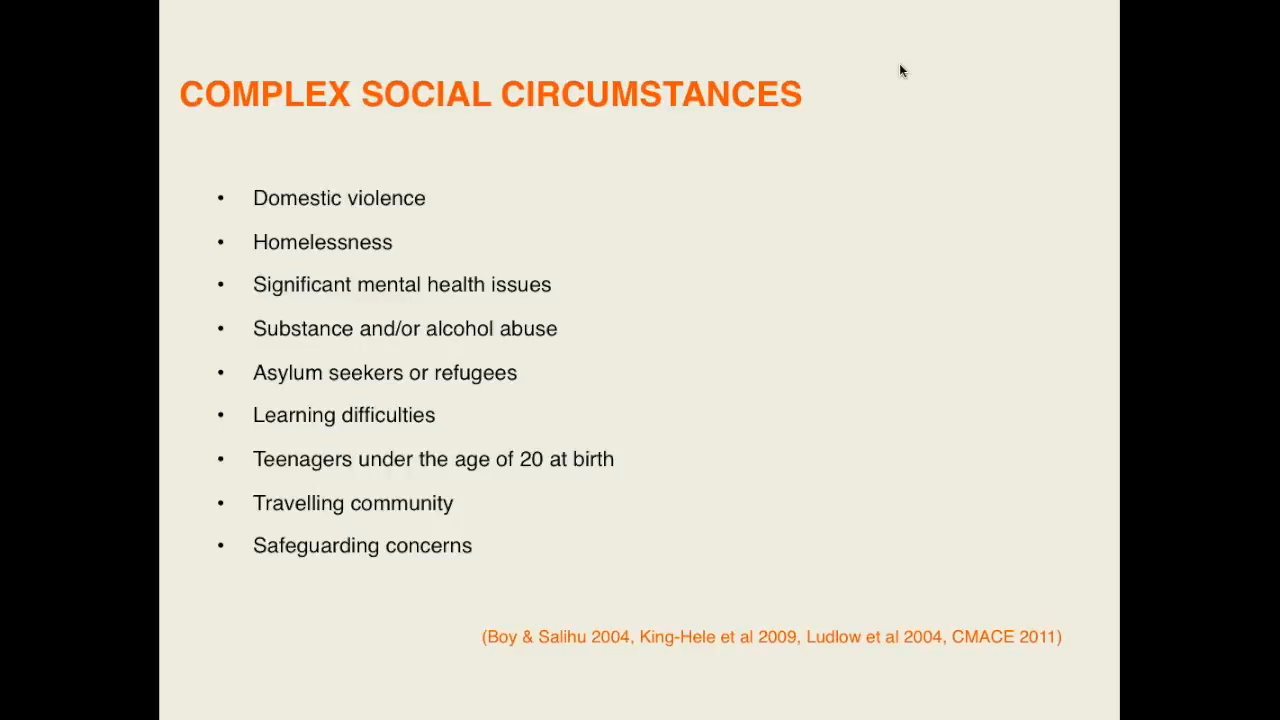 COMPLEX SOCIAL CIRCUMSTANCES
• Domestic violence
• Homelessness
• Significant mental health issues
• Substance and/or alcohol abuse
• Asylum seekers or refugees
• Learning difficulties
• Teenagers under the age of 20 at birth
• Travelling community
• Safeguarding concerns
(Boy & Salihu 2004, King-Hele et al 2009, Ludlow et al 2004, CMACE 2011)